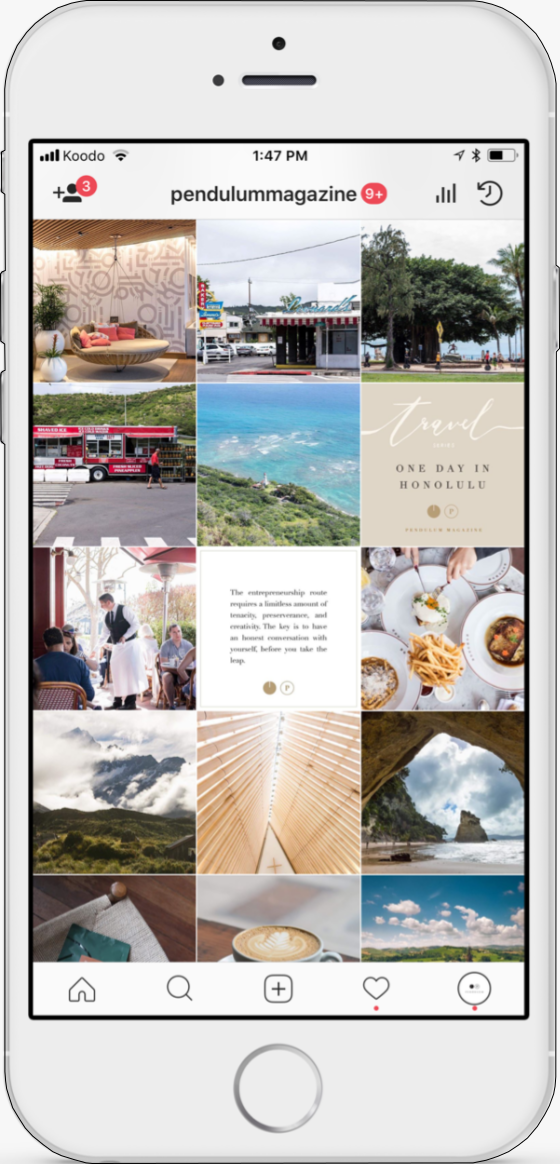 Koodo
1:47 PM
3
pendulummagazine 9+
travel
SERIES
ONE DAY IN
HONOLULU
P
PENDULUM MAGAZINE
The entrepreneurship route
requires a limitless amount of
tenacity, preserverance, and
creativity. The key is to have
an honest conversation with
yourself, before you take the
leap.
P